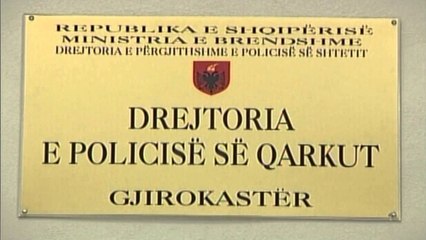 REPUBLIKA E SHQIPËRISË
MINISTRIA E BRENDSHME
DREJTORIA E PËRGJITHSHME E POLICISË SË SHTETIT
DREJTORIA
E POLICISË SË QARKUT
GJIROKASTËR